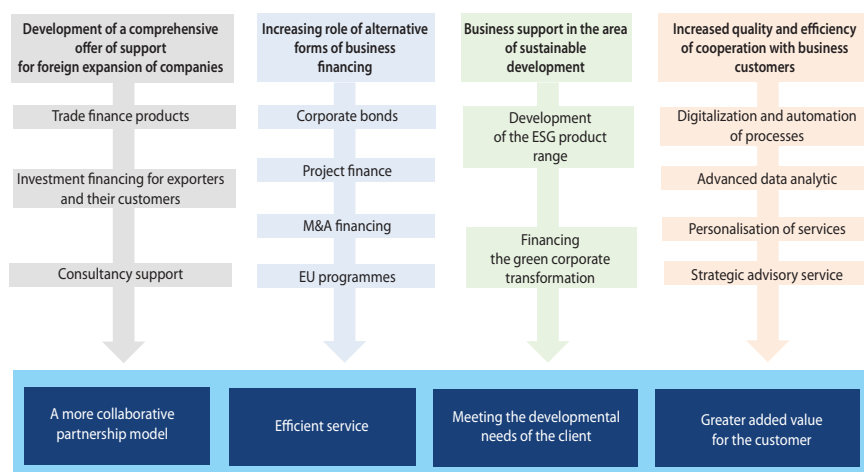 Development of a comprehensive
offer of support
for foreign expansion of companies
Trade finance products
Investment financing for exporters
and their customers
Consultancy support
Increasing role of alternative
forms of business
financing
Corporate bonds
Project finance
M&A financing
EU programmes
Business support in the area
of sustainable
development
Development
of the ESG product
range
Financing
the green corporate
transformation
Increased quality and efficiency
of cooperation with business
customers
Digitalization and automation
of processes
Advanced data analytic
Personalisation of services
Strategic advisory service
A more collaborative
partnership model
Efficient service
Meeting the developmental
needs of the client
Greater added value
for the customer